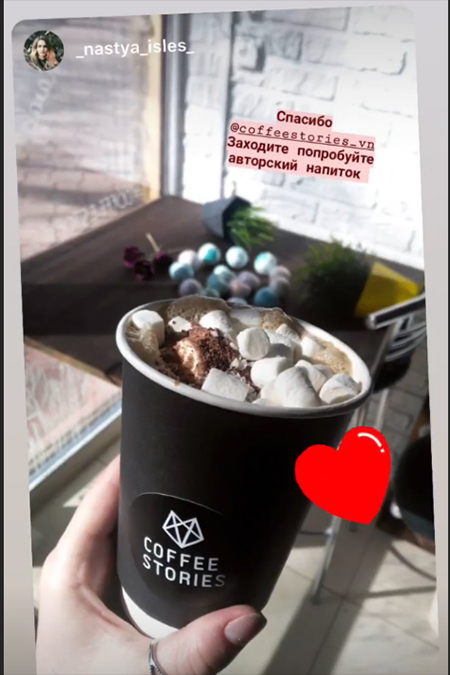 _nastya_isles_
Спасибо
@coffeestories_vn
Заходите попробуйте
авторский напиток
COFFEE
STORIES